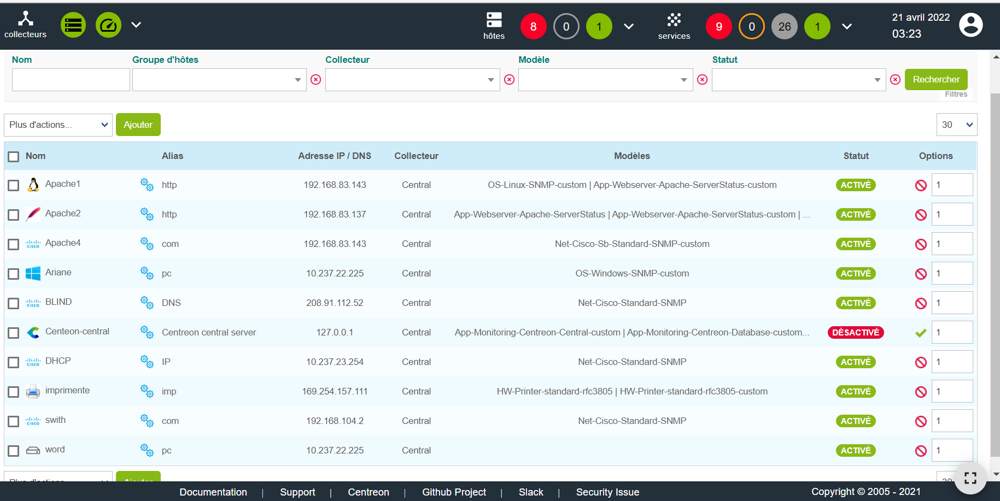 collecteurs
hôtes
8
0
1
services
9
0
26
1
21 avril 2022
03:23
Nom
Groupe d'hôtes
Collecteur
Modèle
Statut
Rechercher
Filtres
Plus d'actions...
Ajouter
30
Nom Alias Adresse IP / DNS Collecteur Modèles Statut Options
Apache1 http 192.168.83.143 Central OS-Linux-SNMP-custom | App-Webserver-Apache-ServerStatus-custom ACTIVÉ 1
Apache2 http 192.168.83.137 Central App-Webserver-Apache-ServerStatus | App-Webserver-Apache-ServerStatus-custom | ... ACTIVÉ 1
cisco Apache4 com 192.168.83.143 Central Net-Cisco-Sb-Standard-SNMP-custom ACTIVÉ 1
Ariane pc 10.237.22.225 Central OS-Windows-SNMP-custom ACTIVÉ 1
cisco BLIND DNS 208.91.112.52 Central Net-Cisco-Standard-SNMP ACTIVÉ 1
Centeon-central Centreon central server 127.0.0.1 Central App-Monitoring-Centreon-Central-custom | App-Monitoring-Centreon-Database-custom... DÉSACTIVÉ 1
cisco DHCP IP 10.237.23.254 Central Net-Cisco-Standard-SNMP ACTIVÉ 1
imprimente imp 169.254.157.111 Central HW-Printer-standard-rfc3805 | HW-Printer-standard-rfc3805-custom ACTIVÉ 1
cisco swith com 192.168.104.2 Central Net-Cisco-Standard-SNMP ACTIVÉ 1
word pc 10.237.22.225 Central ACTIVÉ 1
Plus d'actions...
Ajouter
30
Documentation | Support | Centreon | Github Project | Slack | Security Issue
Copyright © 2005 - 2021